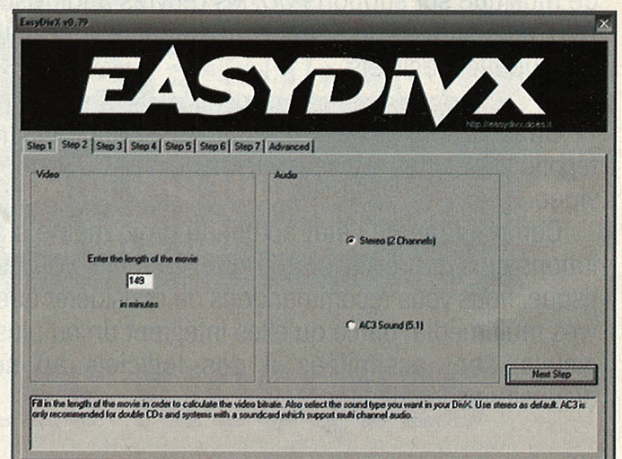 EasyDivX v0.79
EASYDIVX
http://easydivx.does.it
Step 1 Step 2 Step 3 Step 4 Step 5 Step 6 Step 7 Advanced
Video
Audio
Stereo (2 Channels)
Enter the length of the movie
149
in minutes
AC3 Sound (5.1)
Next Step
Fill in the length of the movie in order to calculate the video bitrate. Also select the sound type you want in your DivX. Use stereo as default. AC3 is
only recommended for double CDs and systems with a soundcard which support multi channel audio.